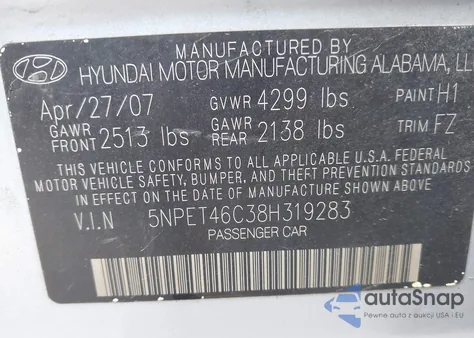 MANUFACTURED BY
HYUNDAI MOTOR MANUFACTURING ALABAMA, LL
Apr/27/07 GVWR 4299 lbs PAINT H1
GAWR FRONT 2513 lbs GAWR REAR 2138 lbs TRIM FZ
THIS VEHICLE CONFORMS TO ALL APPLICABLE U.S.A. FEDERAL
MOTOR VEHICLE SAFETY, BUMPER, AND THEFT PREVENTION STANDARDS
IN EFFECT ON THE DATE OF MANUFACTURE SHOWN ABOVE
V.I.N 5NPET46C38H319283
PASSENGER CAR
autoSnap
Pewne auta z aukcji USA i EU